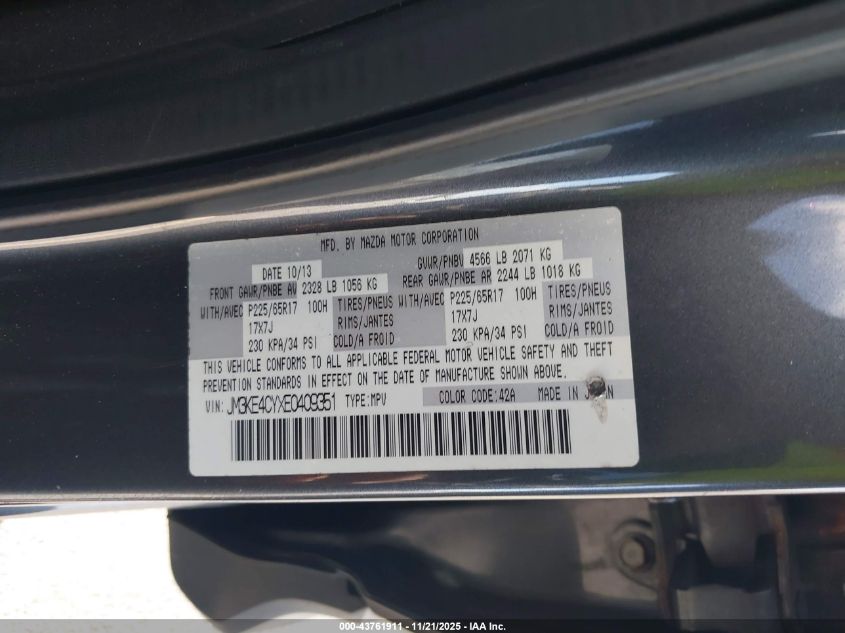 MFD. BY MAZDA MOTOR CORPORATION
DATE 10/13 GVWR/PNBV 4566 LB 2071 KG
FRONT GAWR/PNBE AV 2328 LB 1056 KG REAR GAWR/PNBE AR 2244 LB 1018 KG
WITH/AVEC P225/65R17 100H TIRES/PNEUS WITH/AVEC P225/65R17 100H TIRES/PNEUS
17X7J RIMS/JANTES 17X7J RIMS/JANTES
230 KPA/34 PSI COLD/A FROID 230 KPA/34 PSI COLD/A FROID
THIS VEHICLE CONFORMS TO ALL APPLICABLE FEDERAL MOTOR VEHICLE SAFETY AND THEFT
PREVENTION STANDARDS IN EFFECT ON THE DATE OF MANUFACTURE SHOWN ABOVE.
VIN: JM3KE4CYXE0409351 TYPE:MPV COLOR CODE:42A MADE IN
000-43761911 - 11/21/2025 - IAA Inc.